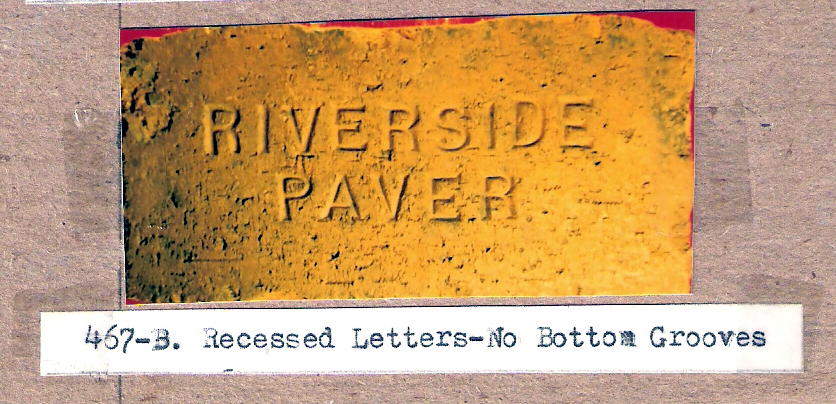 RIVERSIDE
PAVER
467-B. Recessed Letters-No Bottom Grooves